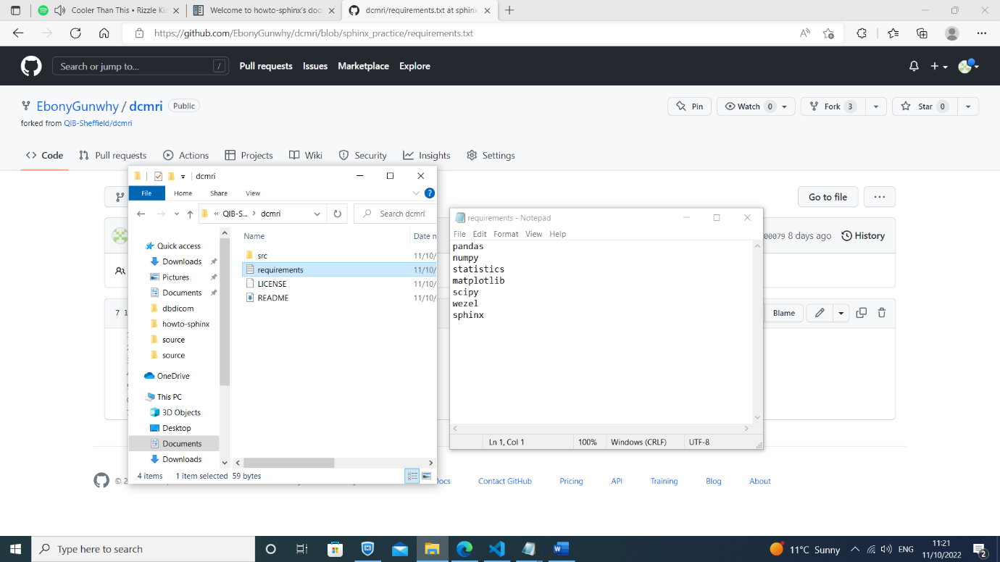 Cooler Than This • Rizzle Ki
Welcome to howto-sphinx's doc
dcmri/requirements.txt at sphinx
https://github.com/EbonyGunwhy/dcmri/blob/sphinx_practice/requirements.txt
Search or jump to... /
Pull requests Issues Marketplace Explore
EbonyGunwhy / dcmri Public
Pin Watch 0 Fork 3 Star 0
forked from QIB-Sheffield/dcmri
Code Pull requests Actions Projects Wiki Security Insights Settings
Go to file ...
00079 8 days ago History
7 l
Blame
dcmri
File Home Share View
« QIB-S... > dcmri
Search dcmri
Quick access
Downloads
Pictures
Documents
dbdicom
howto-sphinx
source
source
OneDrive
This PC
3D Objects
Desktop
Documents
Downloads
Name Date n
src 11/10/
requirements 11/10/
LICENSE 11/10/
README 11/10/
4 items 1 item selected 59 bytes
requirements - Notepad
File Edit Format View Help
pandas
numpy
statistics
matplotlib
scipy
wezel
sphinx
Ln 1, Col 1 100% Windows (CRLF) UTF-8
Docs Contact GitHub Pricing API Training Blog About
Type here to search
11°C Sunny
ENG
11:21
11/10/2022
2